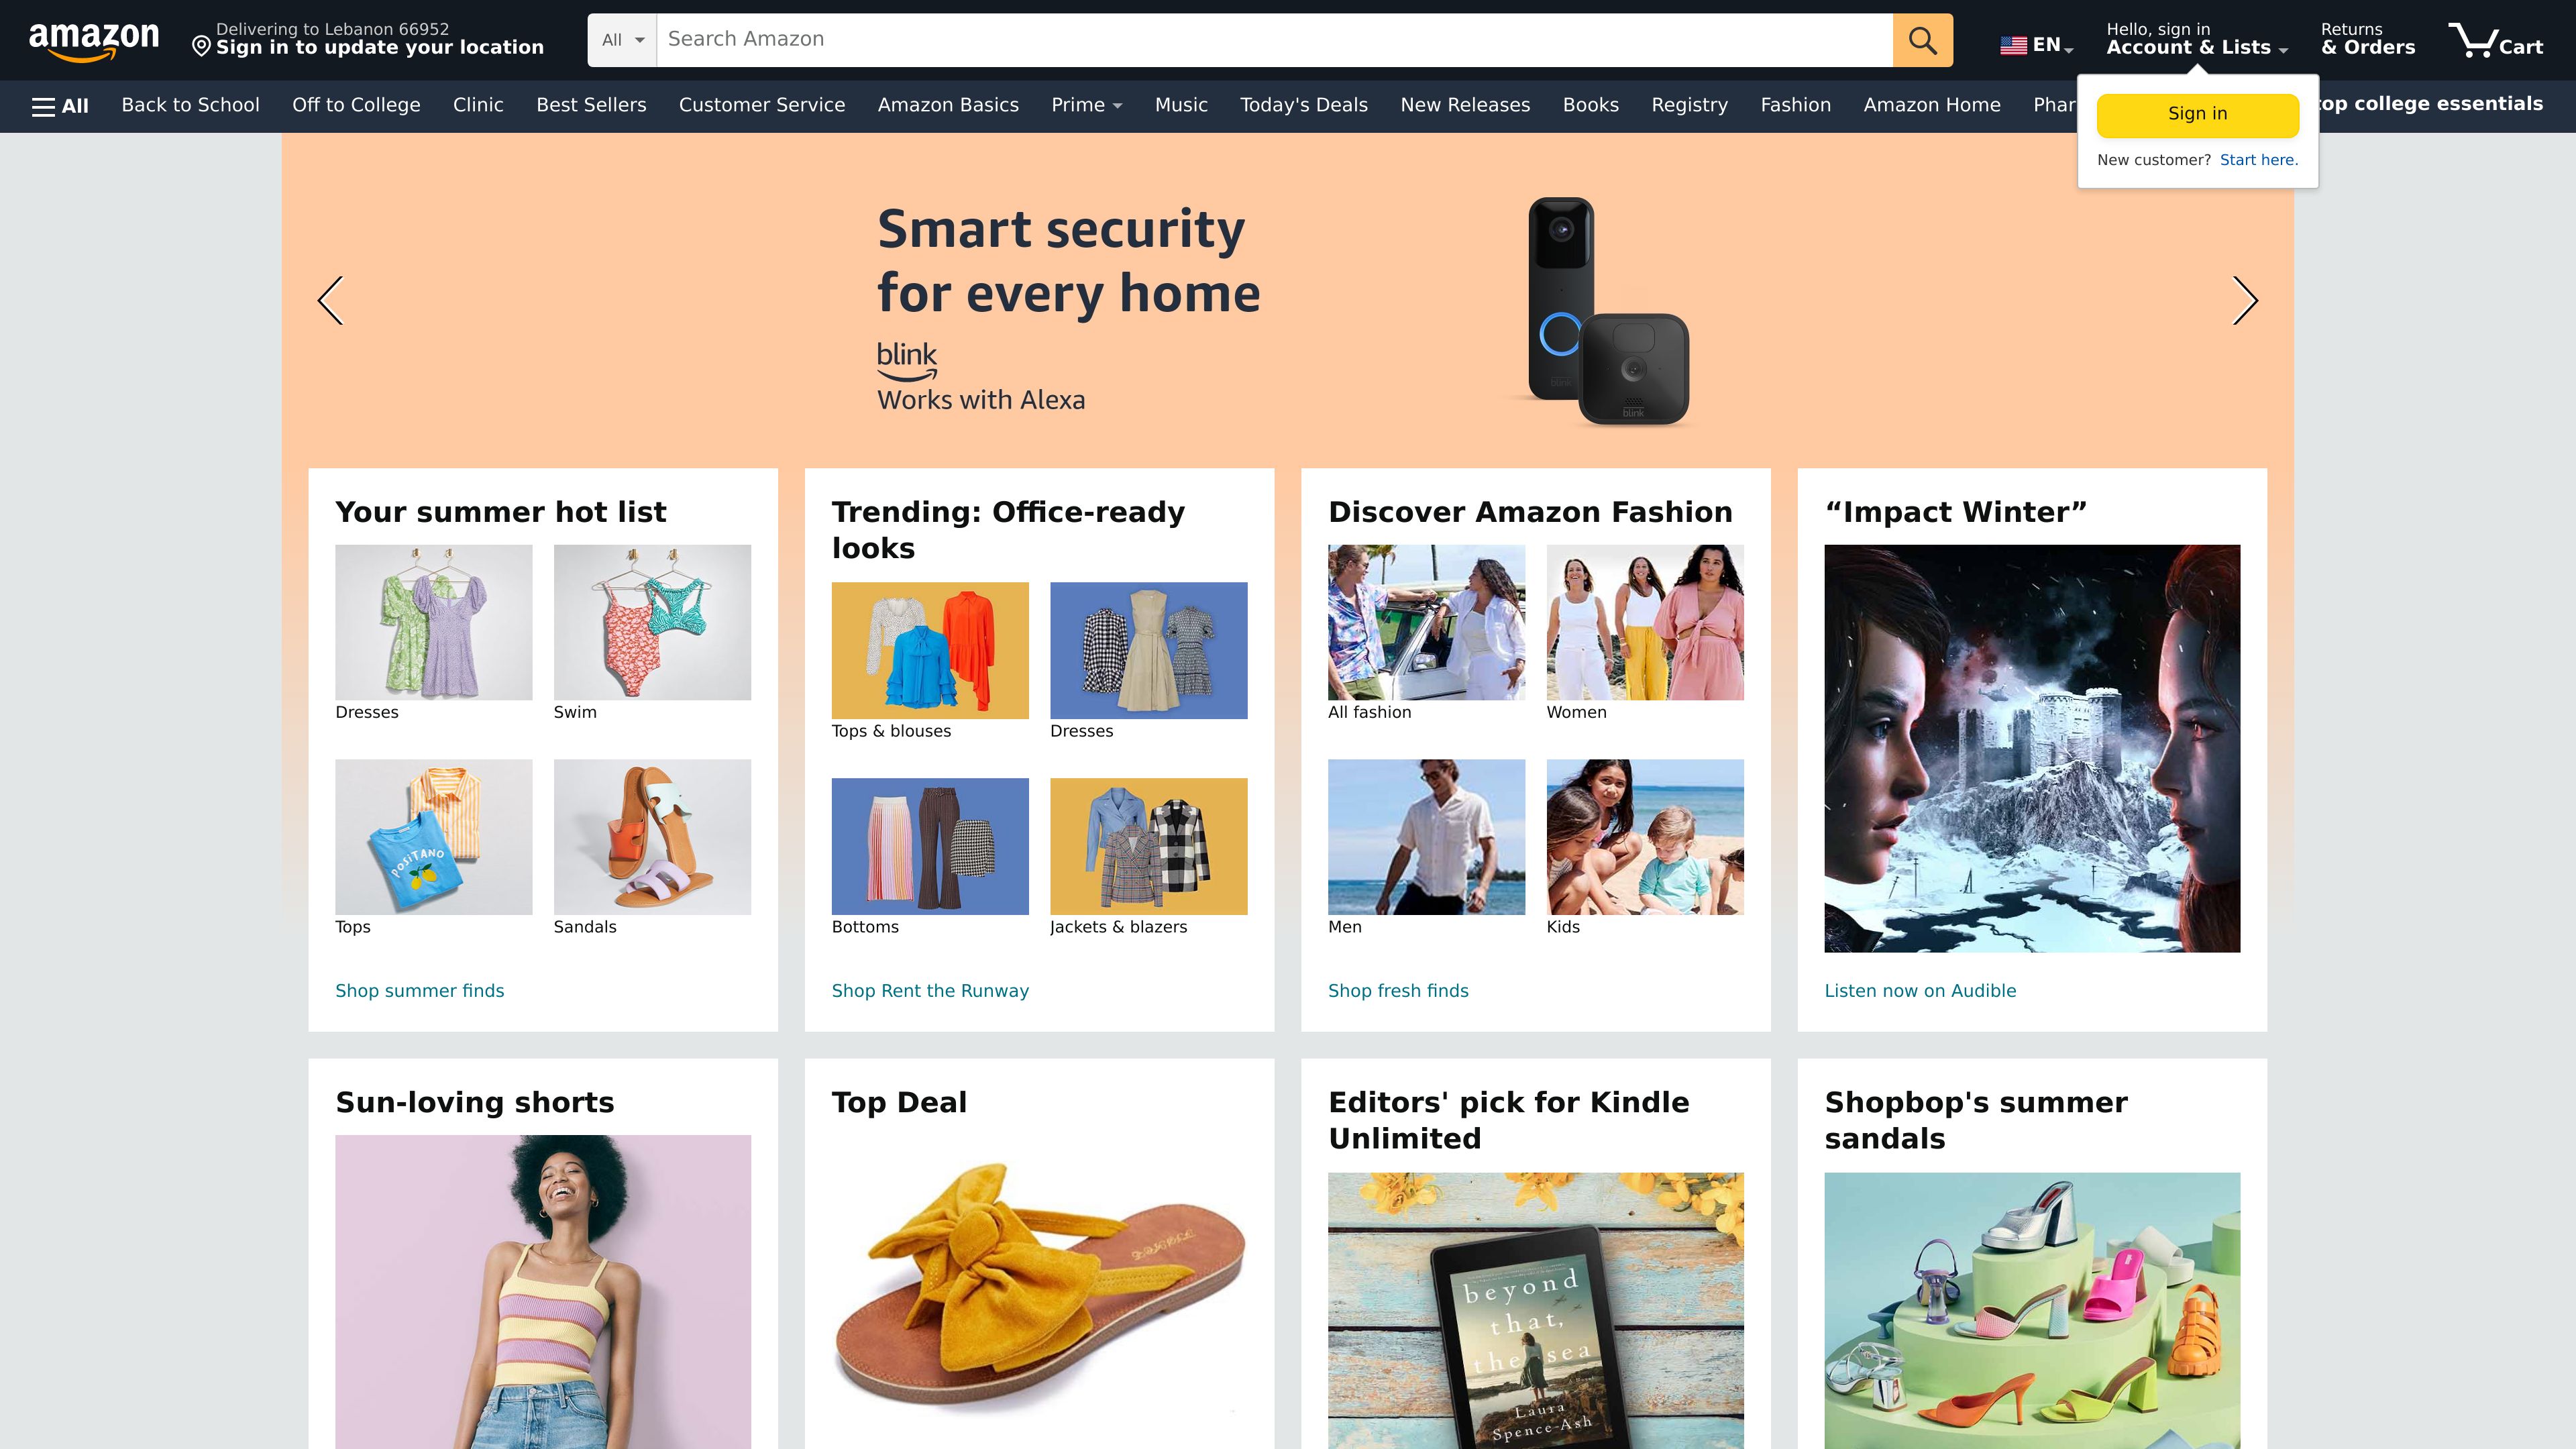 amazon
Delivering to Lebanon 66952
Sign in to update your location
All
Search Amazon
EN
Hello, sign in
Account & Lists
Returns
& Orders
Cart
All
Back to School
Off to College
Clinic
Best Sellers
Customer Service
Amazon Basics
Prime
Music
Today's Deals
New Releases
Books
Registry
Fashion
Amazon Home
Phar
top college essentials
Sign in
New customer? Start here.
Smart security
for every home
blink
Works with Alexa
blink
Your summer hot list
Dresses
Swim
POSITANO
Tops
Sandals
Shop summer finds
Trending: Office-ready
looks
Tops & blouses
Dresses
Bottoms
Jackets & blazers
Shop Rent the Runway
Discover Amazon Fashion
All fashion
Women
Men
Kids
Shop fresh finds
“Impact Winter”
Listen now on Audible
Sun-loving shorts
Top Deal
Editors' pick for Kindle
Unlimited
beyond
that,
the sea
Laura
Spence-Ash
Shopbop's summer
sandals